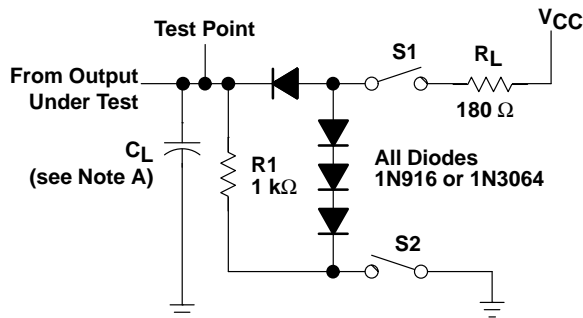 Test Point
VCC
S1
RL
From Output
Under Test
180 Ω
CL
(see Note A)
R1
1 kΩ
All Diodes
1N916 or 1N3064
S2